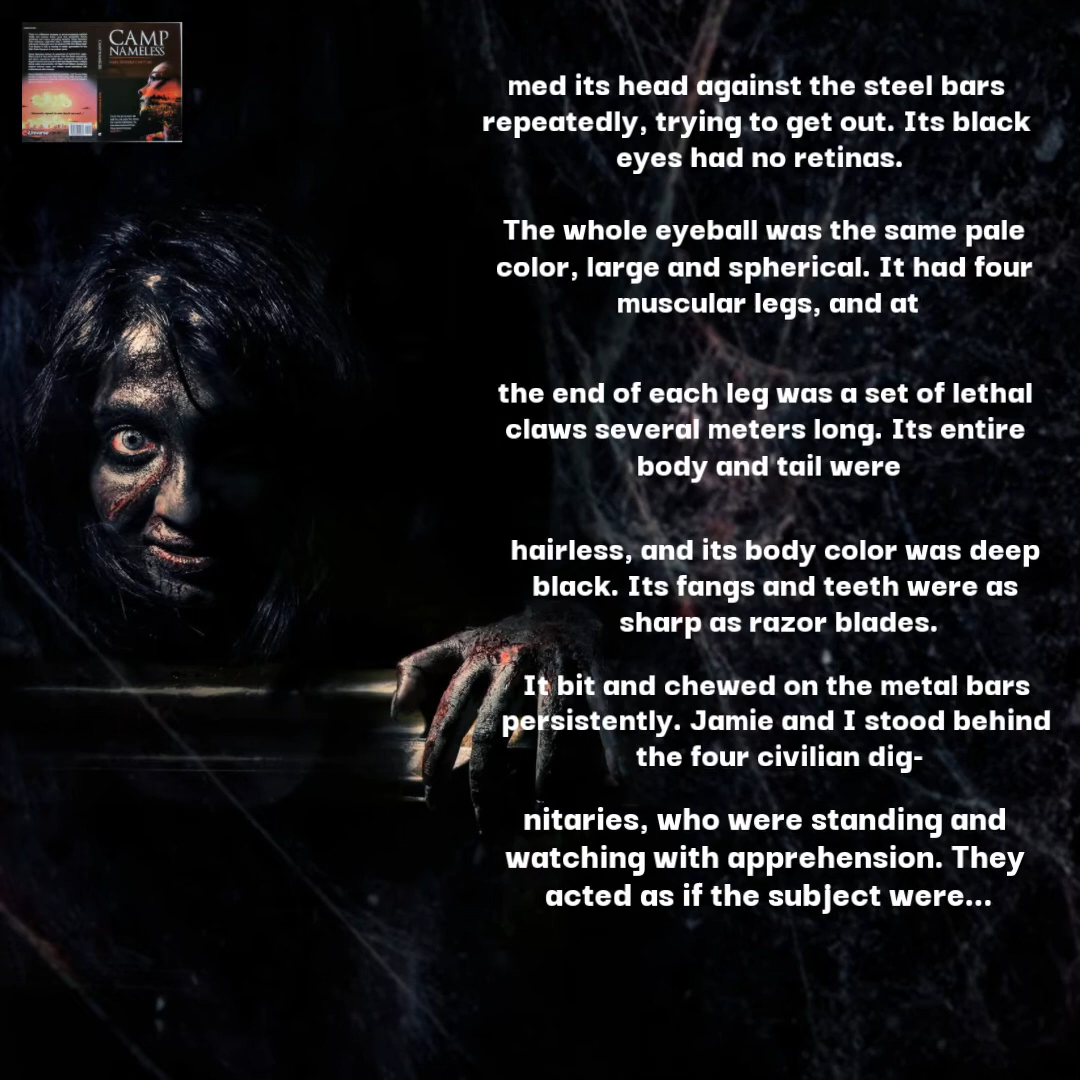 CAMP
NAMELESS
med its head against the steel bars
repeatedly, trying to get out. Its black
eyes had no retinas.
The whole eyeball was the same pale
color, large and spherical. It had four
muscular legs, and at
the end of each leg was a set of lethal
claws several meters long. Its entire
body and tail were
hairless, and its body color was deep
black. Its fangs and teeth were as
sharp as razor blades.
It bit and chewed on the metal bars
persistently. Jamie and I stood behind
the four civilian dig-
nitaries, who were standing and
watching with apprehension. They
acted as if the subject were...